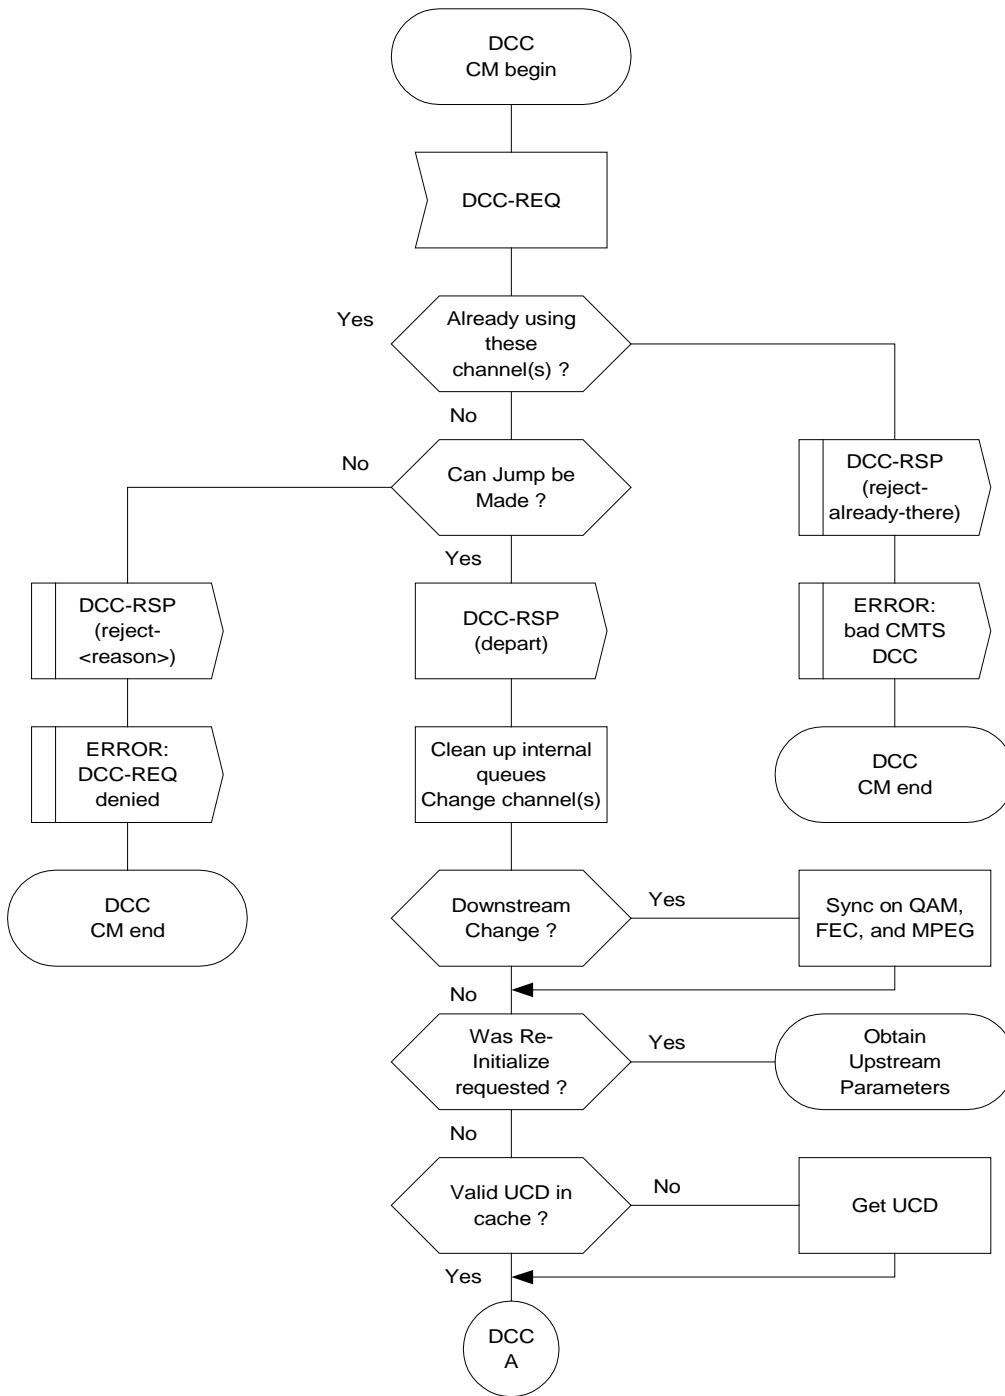 DCC
CM begin
DCC-REQ
Yes
Already using
these
channel(s) ?
No
No
Can Jump be
Made ?
Yes
DCC-RSP
(reject-
already-there)
DCC-RSP
(reject-
<reason>)
DCC-RSP
(depart)
ERROR:
bad CMTS
DCC
ERROR:
DCC-REQ
denied
Clean up internal
queues
Change channel(s)
DCC
CM end
DCC
CM end
Downstream
Change ?
Yes
Sync on QAM,
FEC, and MPEG
No
Was Re-
Initialize
requested ?
Yes
Obtain
Upstream
Parameters
No
Valid UCD in
cache ?
No
Get UCD
Yes
DCC
A